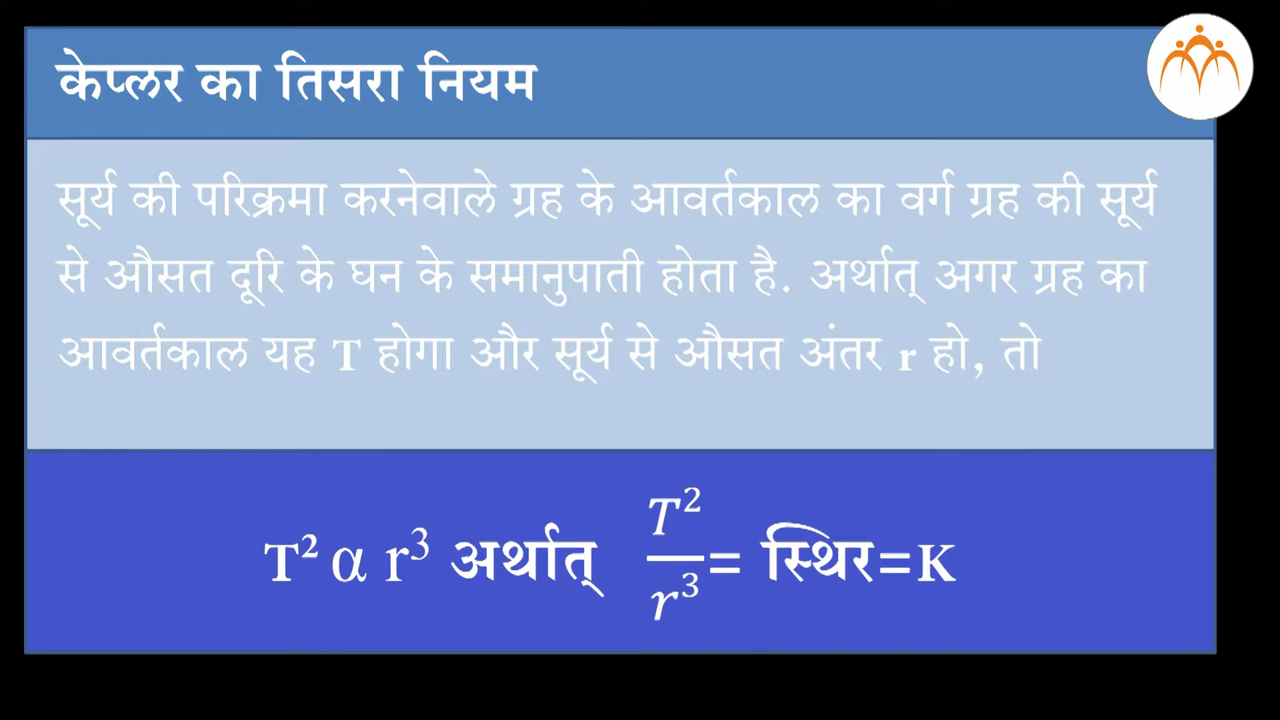 केप्लर का तिसरा नियम
सूर्य की परिक्रमा करनेवाले ग्रह के आवर्तकाल का वर्ग ग्रह की सूर्य
से औसत दूरि के घन के समानुपाती होता है. अर्थात् अगर ग्रह का
आवर्तकाल यह T होगा और सूर्य से औसत अंतर r हो, तो
T² α r³ अर्थात् T²/r³ = स्थिर=K